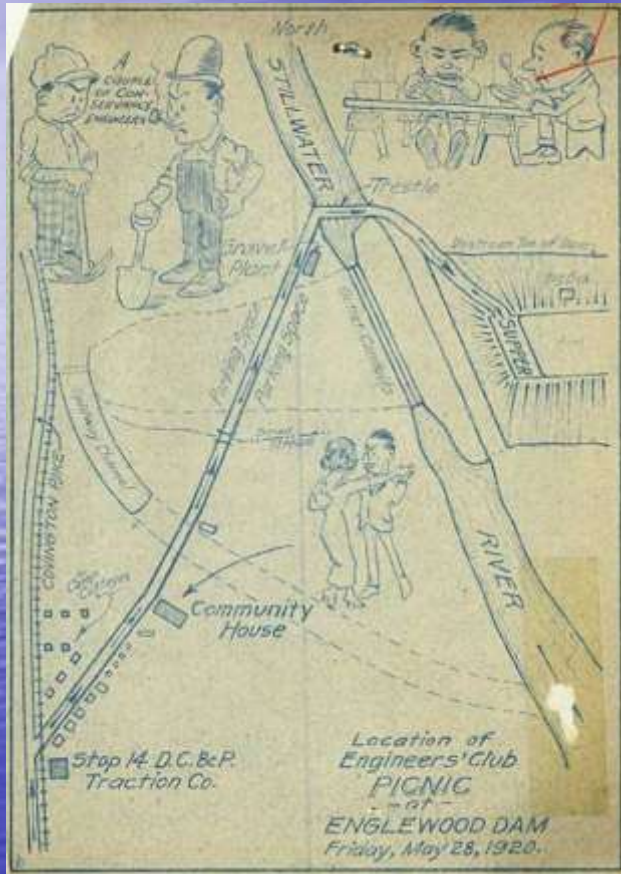 North
A
COUPLE
OF CON-
SERVANCY
ENGINEERS
STILLWATER
Trestle
Gravel
Plant
Upstream Toe of Dam
SUPPER
Parking Space
Parking Space
Outlet Conduits
COVINGTON PIKE
Community
House
RIVER
Stop 14 D.C.&P.
Traction Co.
Location of
Engineers' Club
PICNIC
- at -
ENGLEWOOD DAM
Friday, May 28, 1920.